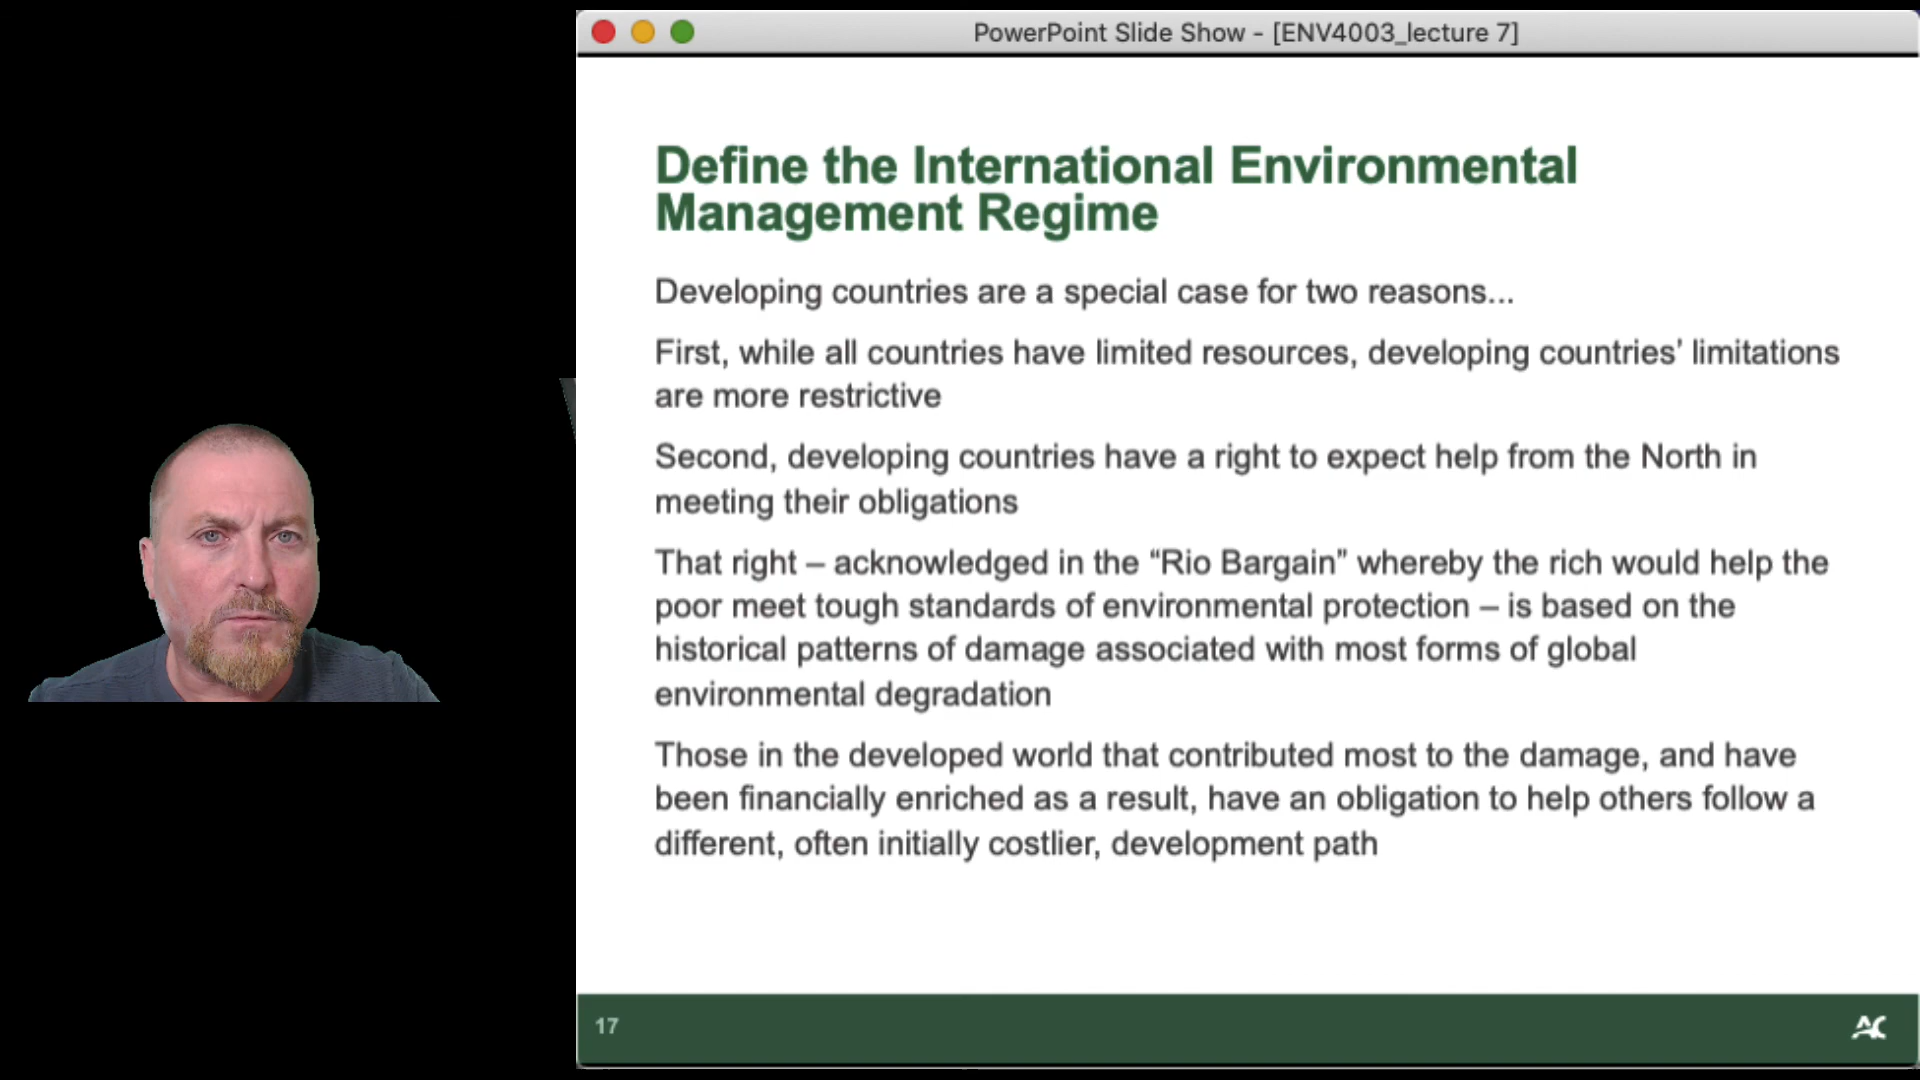 PowerPoint Slide Show - [ENV4003_lecture 7]
Define the International Environmental
Management Regime
Developing countries are a special case for two reasons...
First, while all countries have limited resources, developing countries’ limitations
are more restrictive
Second, developing countries have a right to expect help from the North in
meeting their obligations
That right – acknowledged in the “Rio Bargain” whereby the rich would help the
poor meet tough standards of environmental protection – is based on the
historical patterns of damage associated with most forms of global
environmental degradation
Those in the developed world that contributed most to the damage, and have
been financially enriched as a result, have an obligation to help others follow a
different, often initially costlier, development path
17
AC